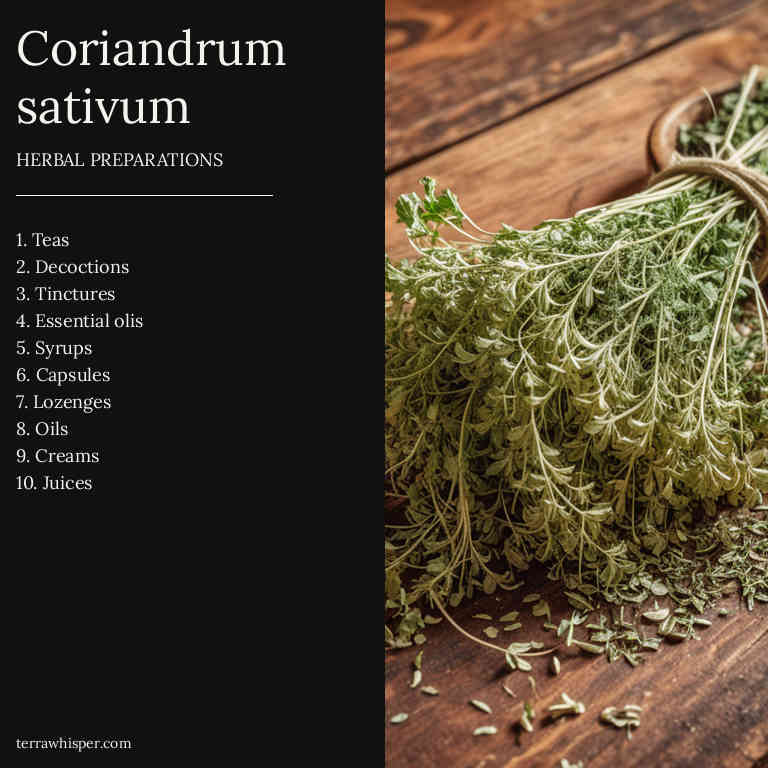 Coriandrum
sativum
HERBAL PREPARATIONS
1. Teas
2. Decoctions
3. Tinctures
4. Essential olis
5. Syrups
6. Capsules
7. Lozenges
8. Oils
9. Creams
10. Juices
terrawhisper.com